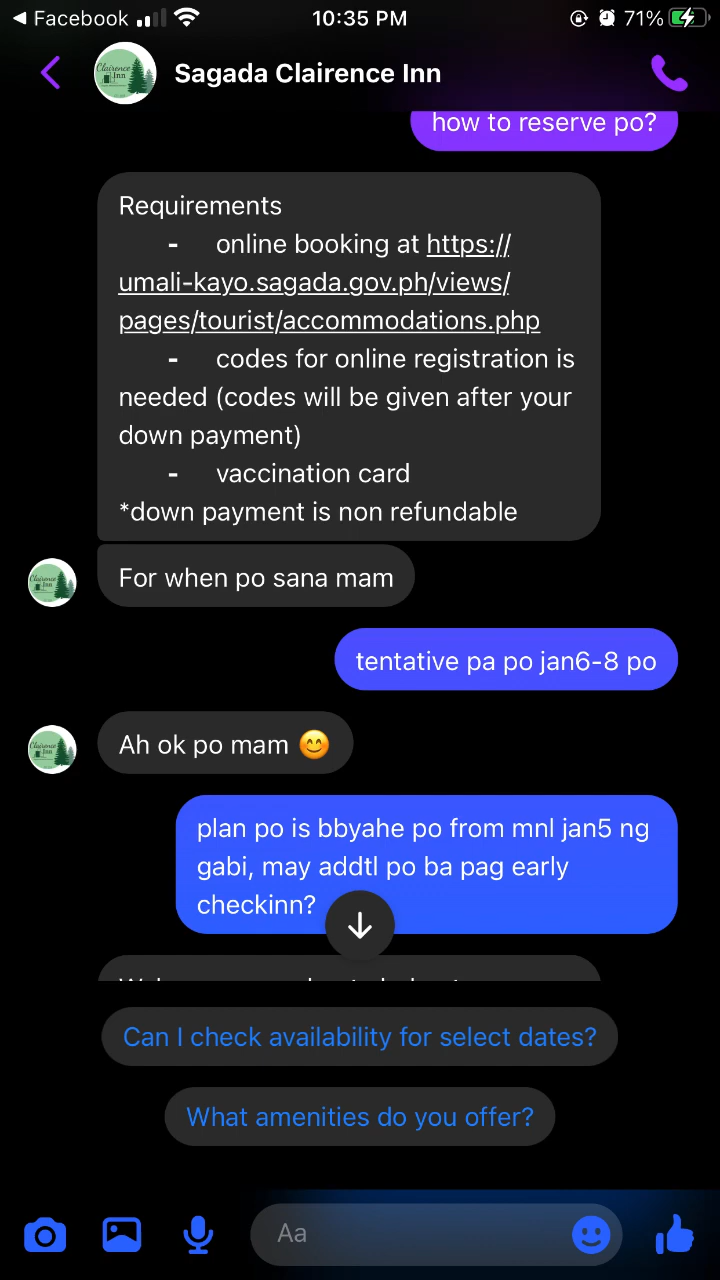 Facebook
10:35 PM
71%
Sagada Clairence Inn
how to reserve po?
Requirements
- online booking at https://
umali-kayo.sagada.gov.ph/views/
pages/tourist/accommodations.php
- codes for online registration is
needed (codes will be given after your
down payment)
- vaccination card
*down payment is non refundable
For when po sana mam
tentative pa po jan6-8 po
Ah ok po mam 😊
plan po is bbyahe po from mnl jan5 ng
gabi, may addtl po ba pag early
checkinn?
Can I check availability for select dates?
What amenities do you offer?
Aa